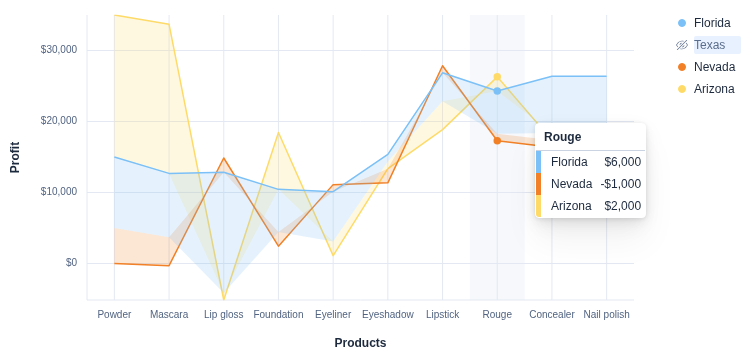 Florida
Texas
Nevada
Arizona
Profit
$30,000
$20,000
$10,000
$0
Rouge
Florida $6,000
Nevada -$1,000
Arizona $2,000
Powder Mascara Lip gloss Foundation Eyeliner Eyeshadow Lipstick Rouge Concealer Nail polish
Products